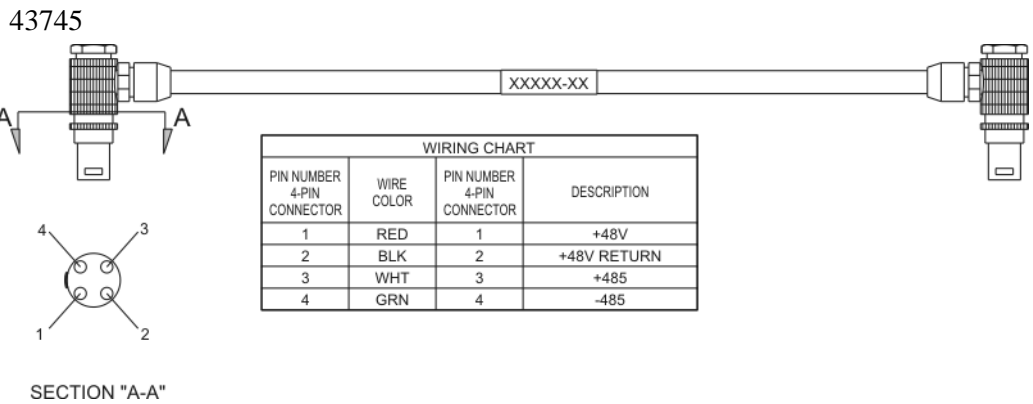 43745
XXXXX-XX
A A
WIRING CHART
PIN NUMBER 4-PIN CONNECTOR WIRE COLOR PIN NUMBER 4-PIN CONNECTOR DESCRIPTION
1 RED 1 +48V
2 BLK 2 +48V RETURN
3 WHT 3 +485
4 GRN 4 -485
4 3
1 2
SECTION "A-A"